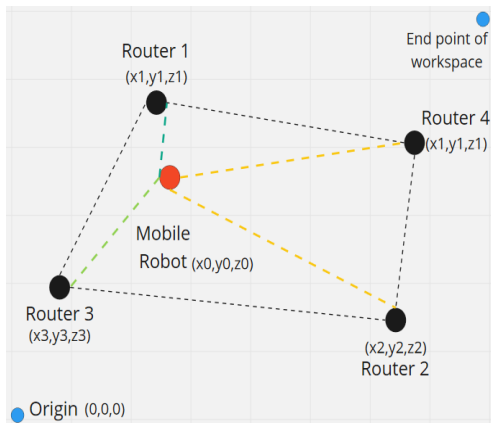 End point of
workspace
Router 1
(x1,y1,z1)
Router 4
(x1,y1,z1)
Mobile
Robot (x0,y0,z0)
Router 3
(x3,y3,z3)
(x2,y2,z2)
Router 2
Origin (0,0,0)